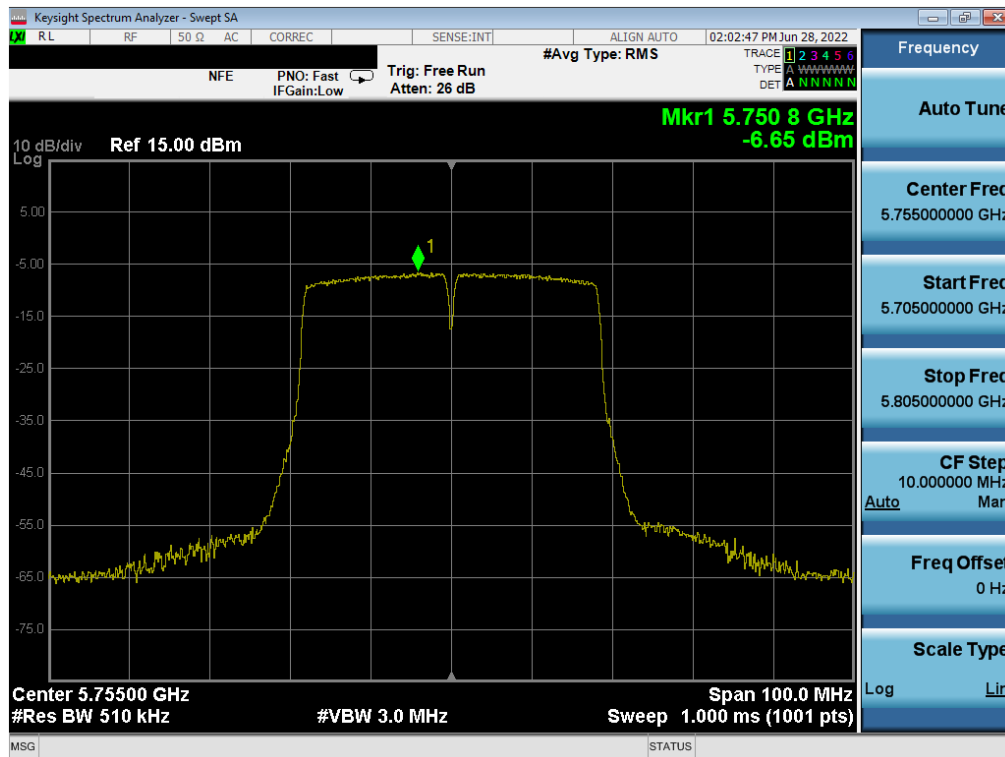 Keysight Spectrum Analyzer - Swept SA
LXI RL RF 50 Ω AC CORREC SENSE:INT ALIGN AUTO 02:02:47 PM Jun 28, 2022
#Avg Type: RMS
TRACE 1 2 3 4 5 6
TYPE A WWWWW
DET A N N N N N
NFE PNO: Fast Trig: Free Run
IFGain:Low Atten: 26 dB
Mkr1 5.750 8 GHz
-6.65 dBm
10 dB/div Ref 15.00 dBm
Log
5.00
-5.00
-15.0
-25.0
-35.0
-45.0
-55.0
-65.0
-75.0
1
Center 5.75500 GHz Span 100.0 MHz
#Res BW 510 kHz #VBW 3.0 MHz Sweep 1.000 ms (1001 pts)
MSG STATUS
Frequency
Auto Tune
Center Freq
5.755000000 GHz
Start Freq
5.705000000 GHz
Stop Freq
5.805000000 GHz
CF Step
10.000000 MHz
Auto Man
Freq Offset
0 Hz
Scale Type
Log Lin